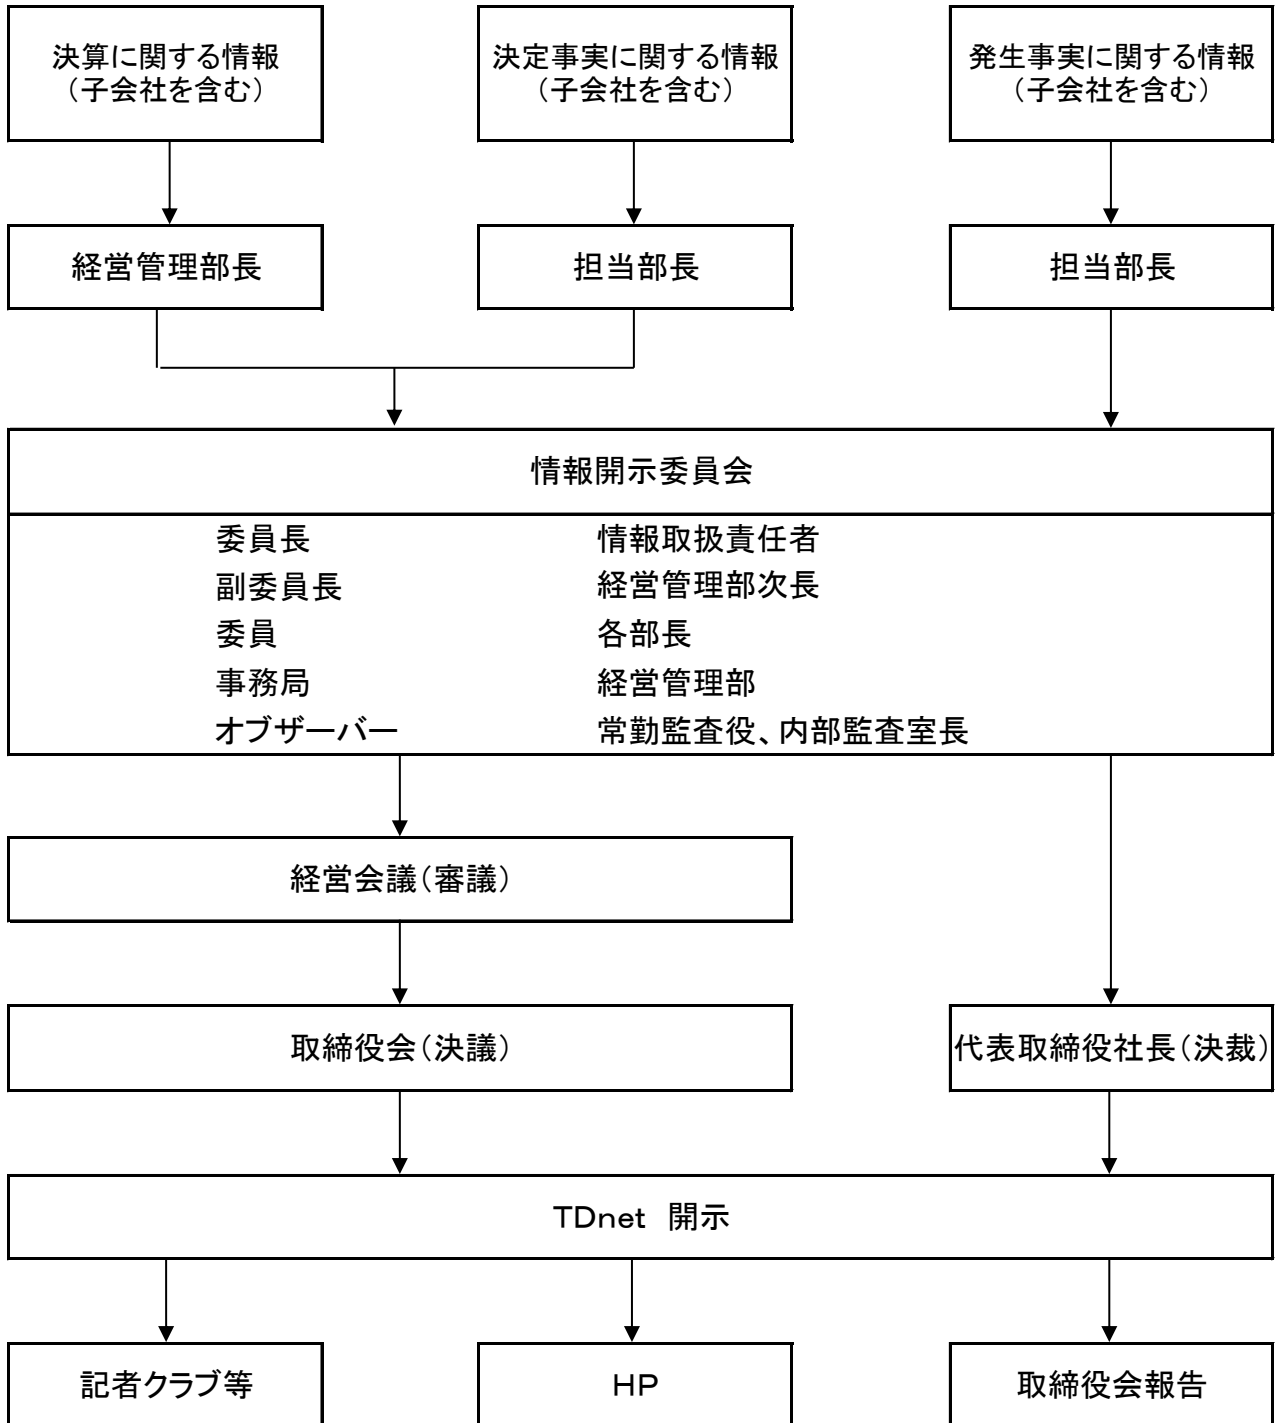 決算に関する情報
（子会社を含む）
決定事実に関する情報
（子会社を含む）
発生事実に関する情報
（子会社を含む）
経営管理部長
担当部長
担当部長
情報開示委員会
委員長　情報取扱責任者
副委員長　経営管理部次長
委員　各部長
事務局　経営管理部
オブザーバー　常勤監査役、内部監査室長
経営会議（審議）
取締役会（決議）
代表取締役社長（決裁）
TDnet　開示
記者クラブ等
HP
取締役会報告